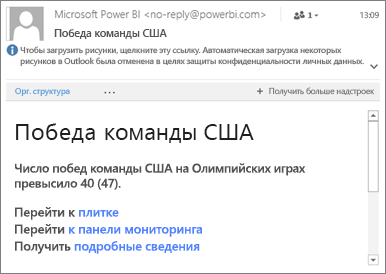 Microsoft Power BI <no-reply@powerbi.com>
1
13:09
Победа команды США
Чтобы загрузить рисунки, щелкните эту ссылку. Автоматическая загрузка некоторых
рисунков в Outlook была отменена в целях защиты конфиденциальности личных данных.
Орг. структура
...
+ Получить больше надстроек
Победа команды США
Число побед команды США на Олимпийских играх
превысило 40 (47).
Перейти к плитке
Перейти к панели мониторинга
Получить подробные сведения